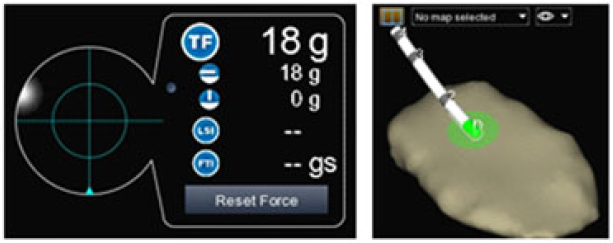 TF 18 g
18 g
0 g
LSI --
FTI -- gs
Reset Force
No map selected